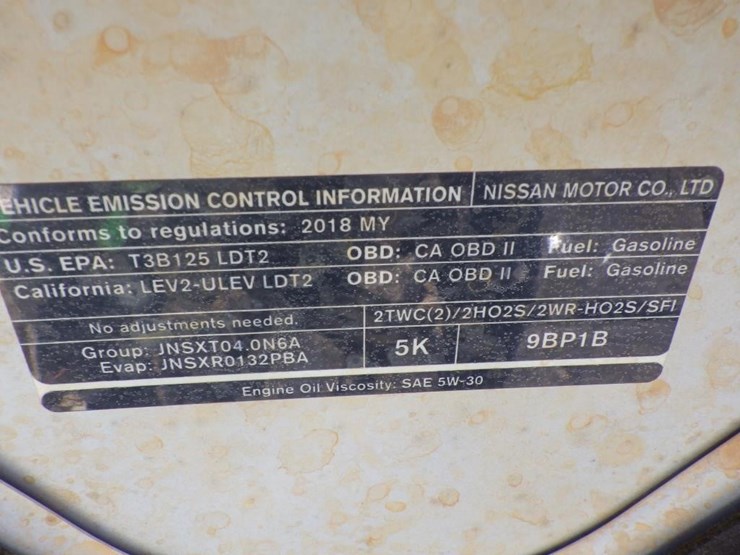 EHICLE EMISSION CONTROL INFORMATION NISSAN MOTOR CO., LTD
Conforms to regulations: 2018 MY
U.S. EPA: T3B125 LDT2 OBD: CA OBD II Fuel: Gasoline
California: LEV2-ULEV LDT2 OBD: CA OBD II Fuel: Gasoline
No adjustments needed. 2TWC(2)/2HO2S/2WR-HO2S/SFI
Group: JNSXT04.0N6A 5K 9BP1B
Evap: JNSXR0132PBA
Engine Oil Viscosity: SAE 5W-30